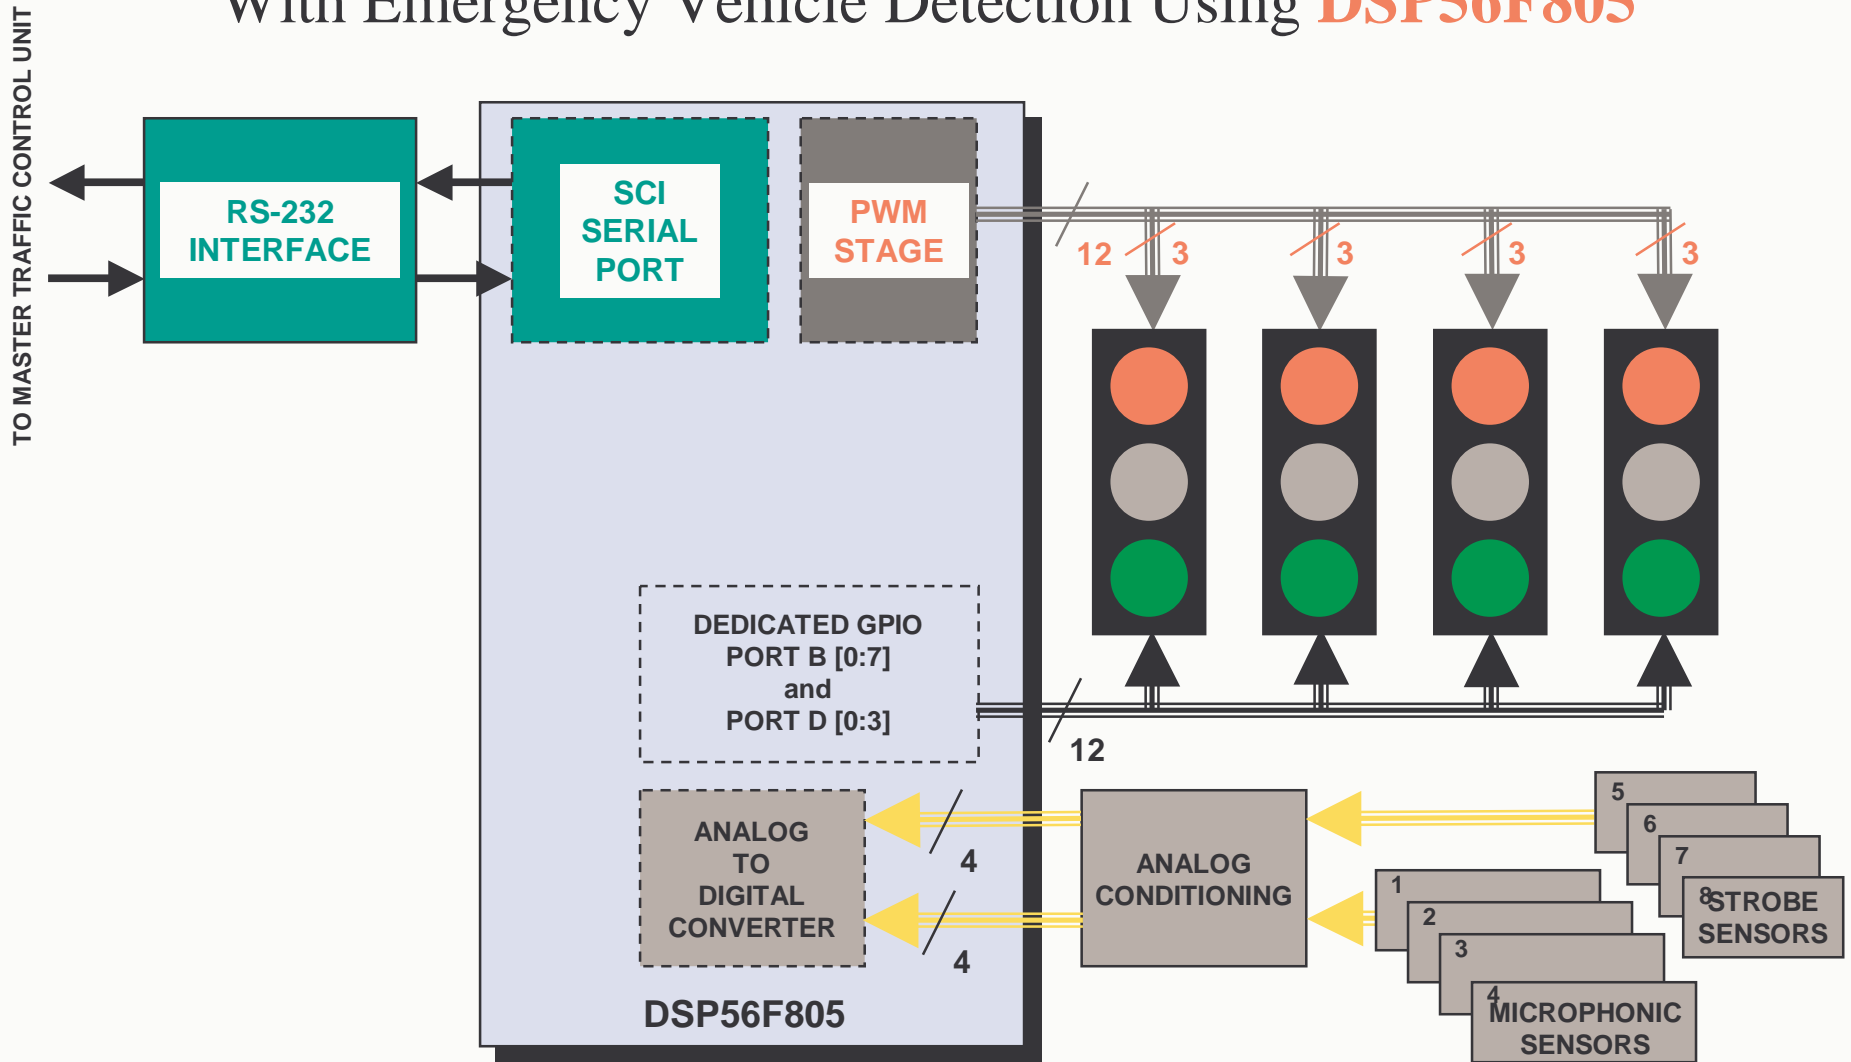 With Emergency Vehicle Detection Using DSP56F805
TO MASTER TRAFFIC CONTROL UNIT
RS-232
INTERFACE
SCI
SERIAL
PORT
PWM
STAGE
12
3
3
3
3
DEDICATED GPIO
PORT B [0:7]
and
PORT D [0:3]
12
ANALOG
TO
DIGITAL
CONVERTER
4
4
ANALOG
CONDITIONING
5
6
7
8
STROBE
SENSORS
1
2
3
4
MICROPHONIC
SENSORS
DSP56F805